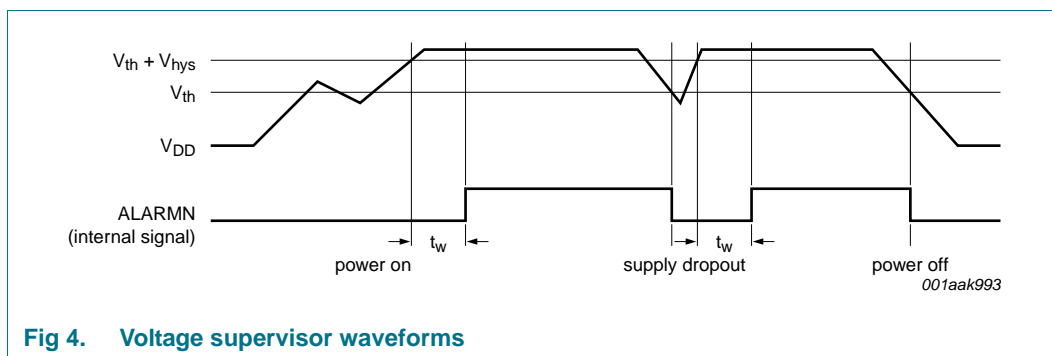 Vth + Vhys
Vth
VDD
ALARMN
(internal signal)
tw
tw
power on
supply dropout
power off
001aak993
Fig 4. Voltage supervisor waveforms